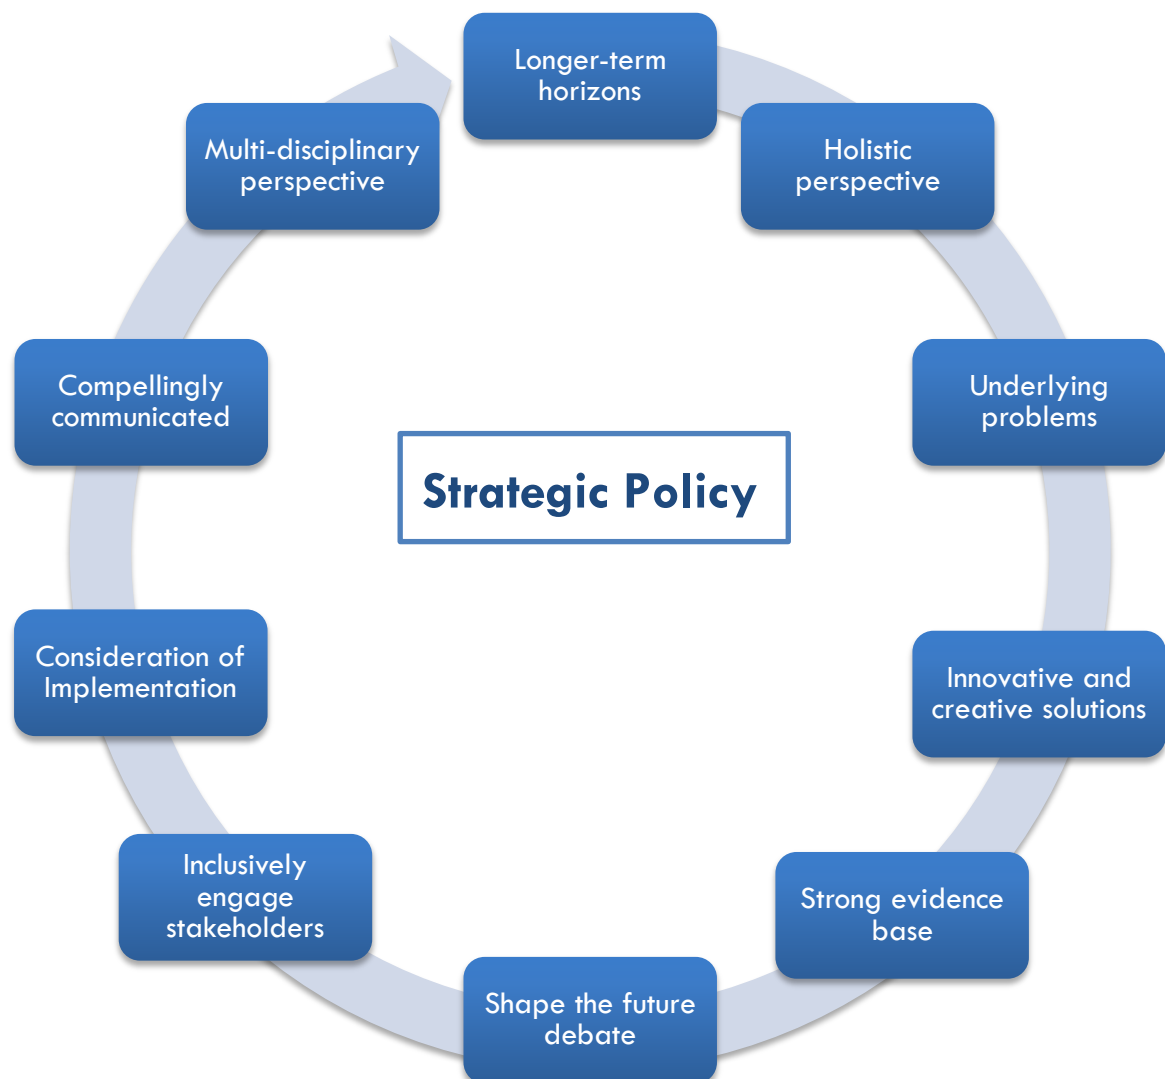 Longer-term
horizons
Holistic
perspective
Underlying
problems
Innovative and
creative solutions
Strong evidence
base
Shape the future
debate
Inclusively
engage
stakeholders
Consideration of
Implementation
Compellingly
communicated
Multi-disciplinary
perspective
Strategic Policy